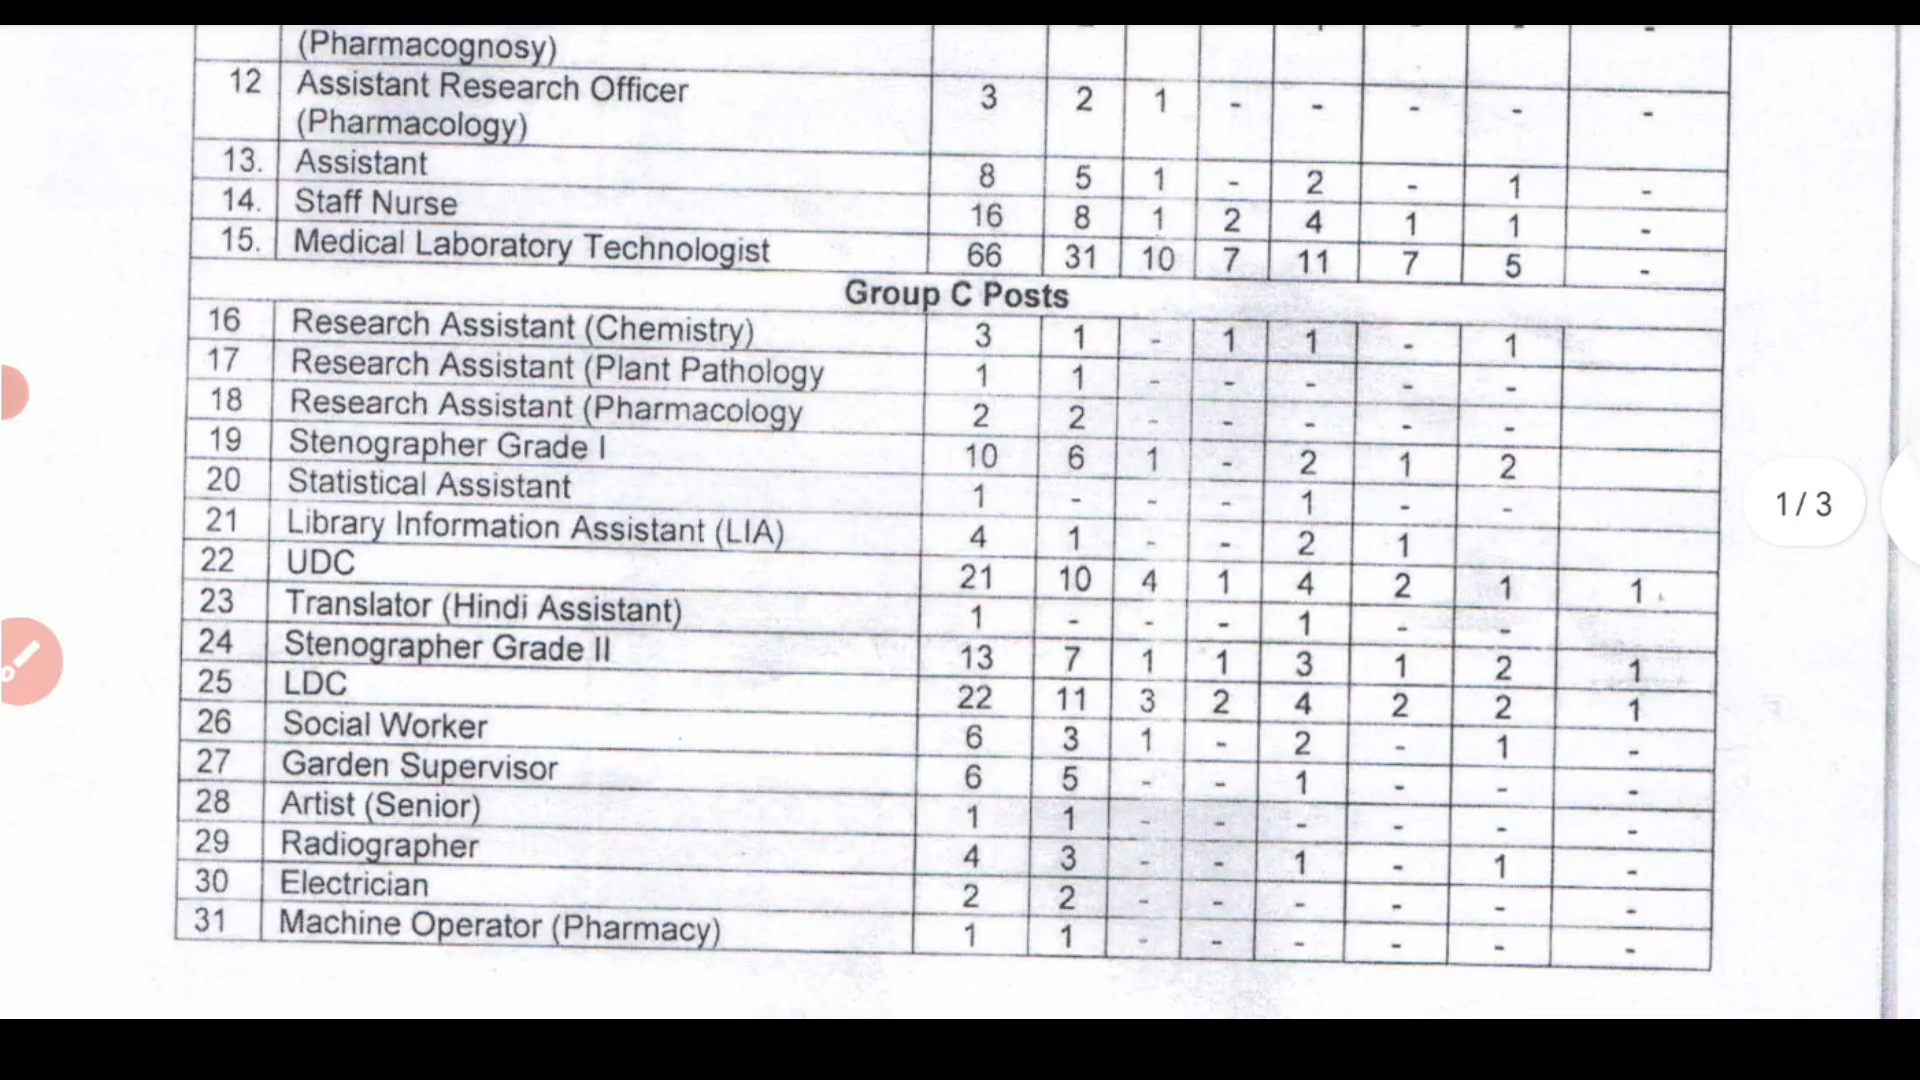 (Pharmacognosy)
12 Assistant Research Officer 3 2 1 - - - - -
(Pharmacology)
13. Assistant 8 5 1 - 2 - 1 -
14. Staff Nurse 16 8 1 2 4 1 1 -
15. Medical Laboratory Technologist 66 31 10 7 11 7 5 -
Group C Posts
16 Research Assistant (Chemistry) 3 1 - 1 1 - 1
17 Research Assistant (Plant Pathology 1 1 - - - - -
18 Research Assistant (Pharmacology 2 2 - - - - -
19 Stenographer Grade I 10 6 1 - 2 1 2
20 Statistical Assistant 1 - - - 1 - -
21 Library Information Assistant (LIA) 4 1 - - 2 1
22 UDC 21 10 4 1 4 2 1 1
23 Translator (Hindi Assistant) 1 - - - 1 - -
24 Stenographer Grade II 13 7 1 1 3 1 2 1
25 LDC 22 11 3 2 4 2 2 1
26 Social Worker 6 3 1 - 2 - 1 -
27 Garden Supervisor 6 5 - - 1 - - -
28 Artist (Senior) 1 1 - - - - - -
29 Radiographer 4 3 - - 1 - 1 -
30 Electrician 2 2 - - - - - -
31 Machine Operator (Pharmacy) 1 1 - - - - - -
1 / 3